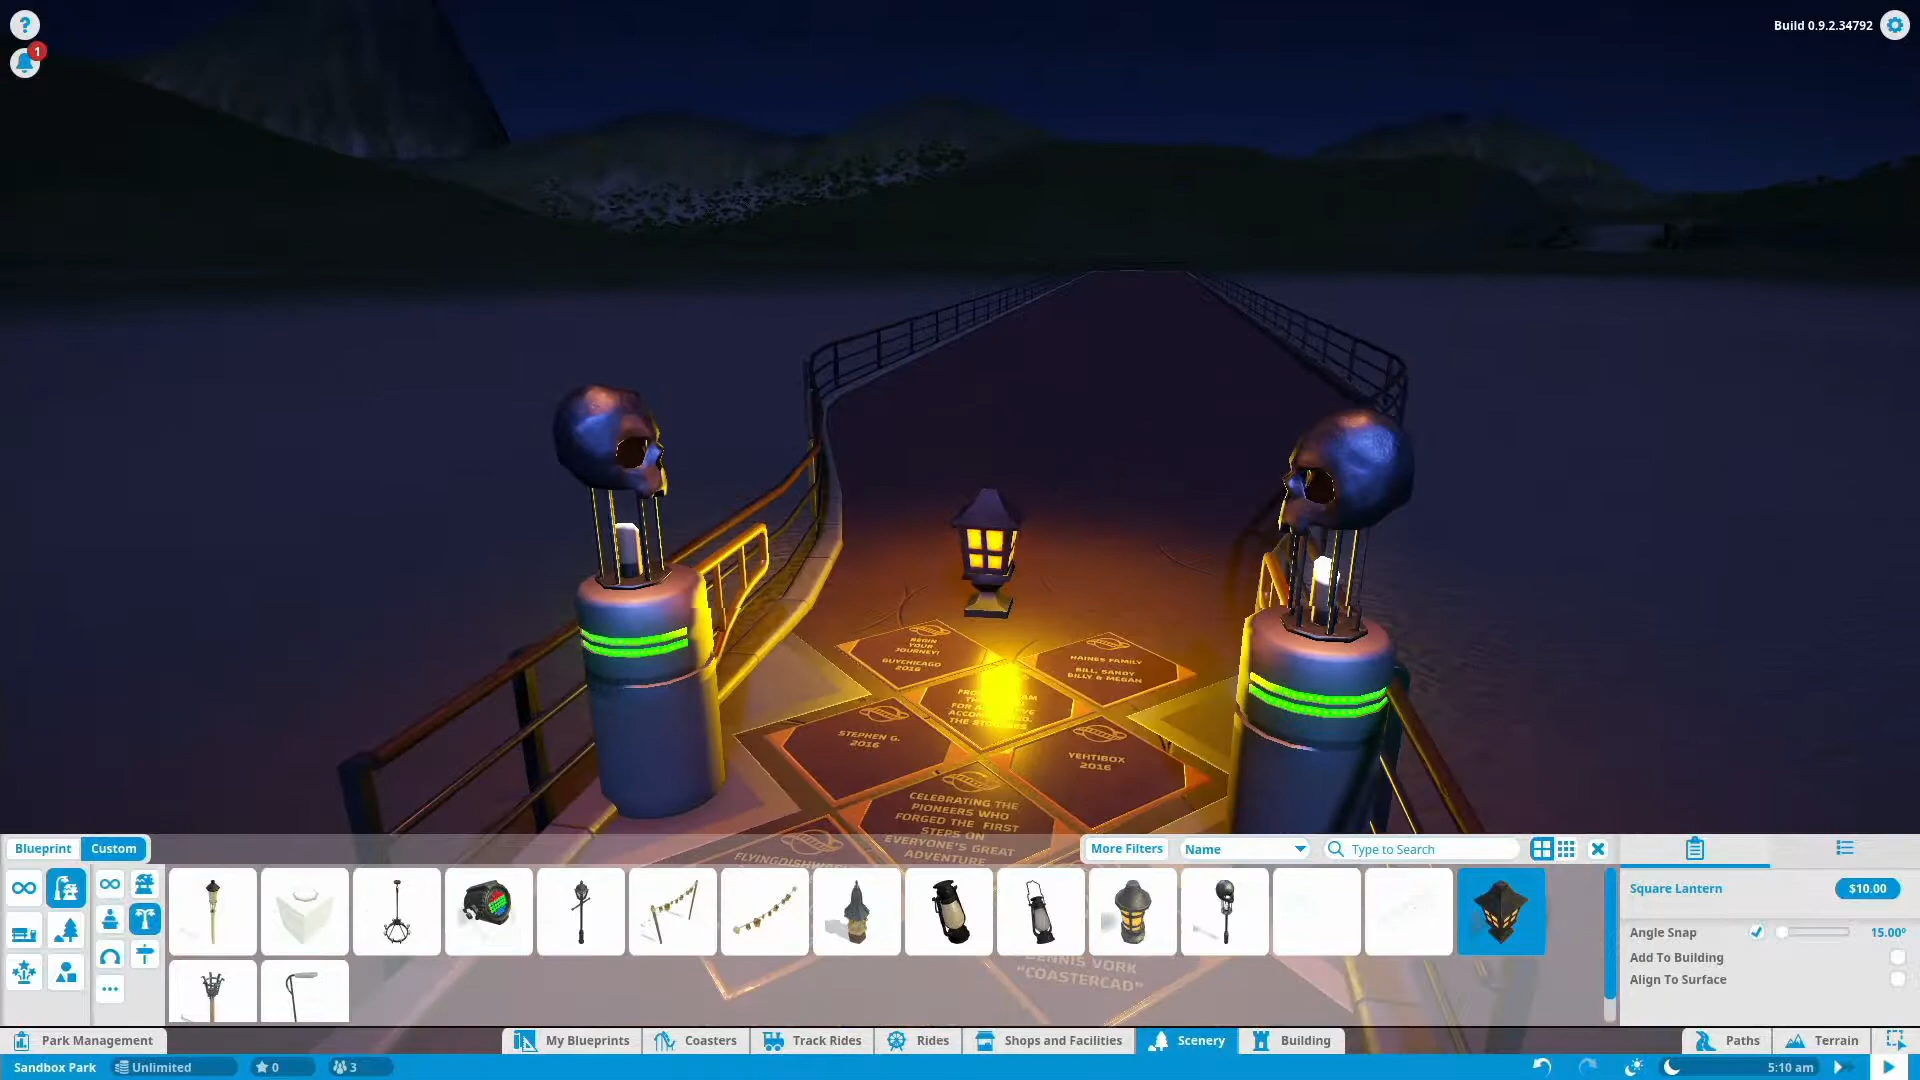 ?
1
Build 0.9.2.34792
BEGIN
YOUR
JOURNEY!
GUYCHICAGO
2016
HAINES FAMILY
BILL, SANDY
BILLY & MEGAN
STEPHEN G.
2016
YEHTIBOX
2016
CELEBRATING THE
PIONEERS WHO
FORGED THE FIRST
STEPS ON
EVERYONE'S GREAT
ADVENTURE
DENNIS VORK
"COASTERCAD"
Blueprint
Custom
More Filters
Name
Type to Search
Square Lantern
$10.00
Angle Snap
15.00º
Add To Building
Align To Surface
Park Management
My Blueprints
Coasters
Track Rides
Rides
Shops and Facilities
Scenery
Building
Paths
Terrain
Sandbox Park
Unlimited
0
3
5:10 am